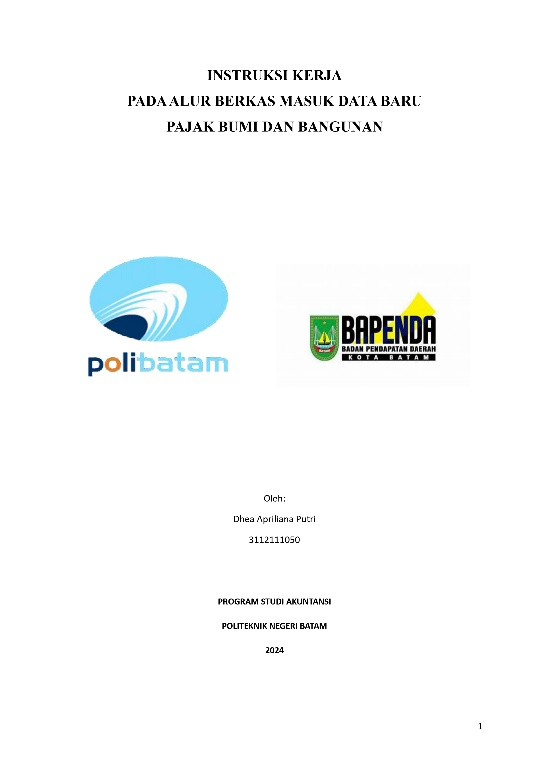 INSTRUKSI KERJA
PADA ALUR BERKAS MASUK DATA BARU
PAJAK BUMI DAN BANGUNAN
polibatam
BAPENDA
BADAN PENDAPATAN DAERAH
KOTA BATAM
Oleh:
Dhea Apriliana Putri
3112111050
PROGRAM STUDI AKUNTANSI
POLITEKNIK NEGERI BATAM
2024
1